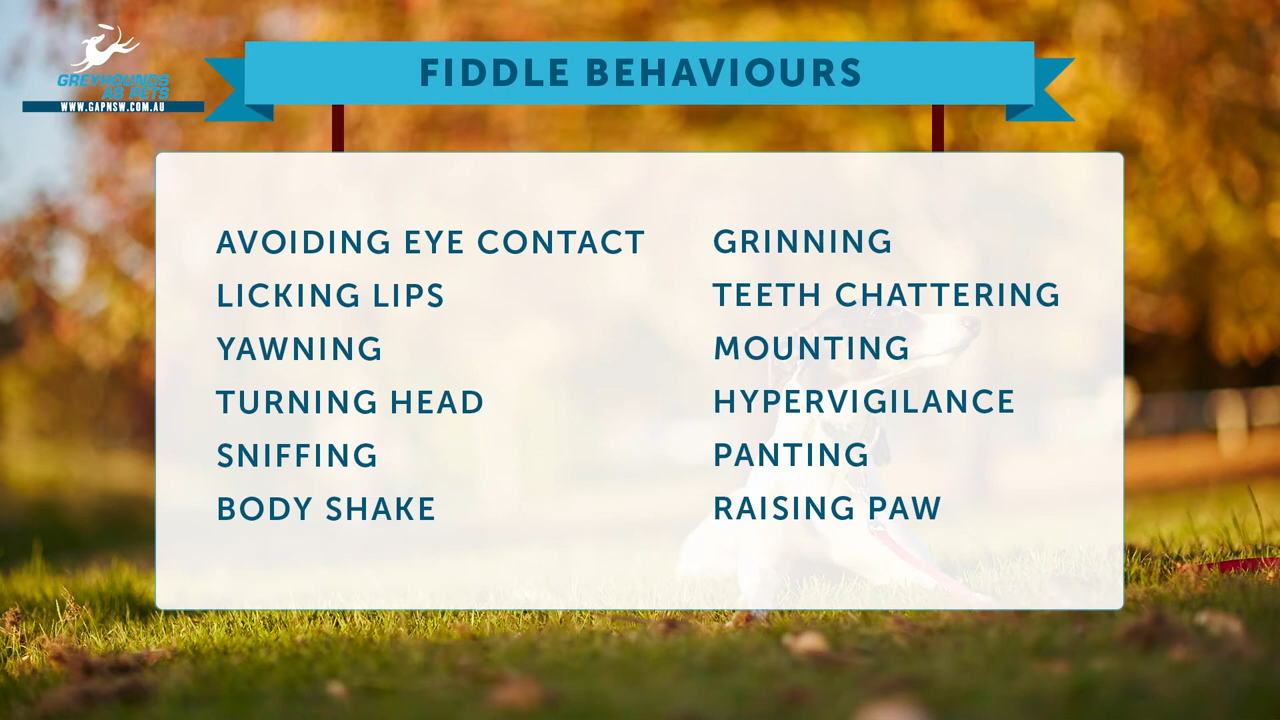 GREYHOUNDS
AS PETS
WWW.GAPNSW.COM.AU
FIDDLE BEHAVIOURS
AVOIDING EYE CONTACT
LICKING LIPS
YAWNING
TURNING HEAD
SNIFFING
BODY SHAKE
GRINNING
TEETH CHATTERING
MOUNTING
HYPERVIGILANCE
PANTING
RAISING PAW